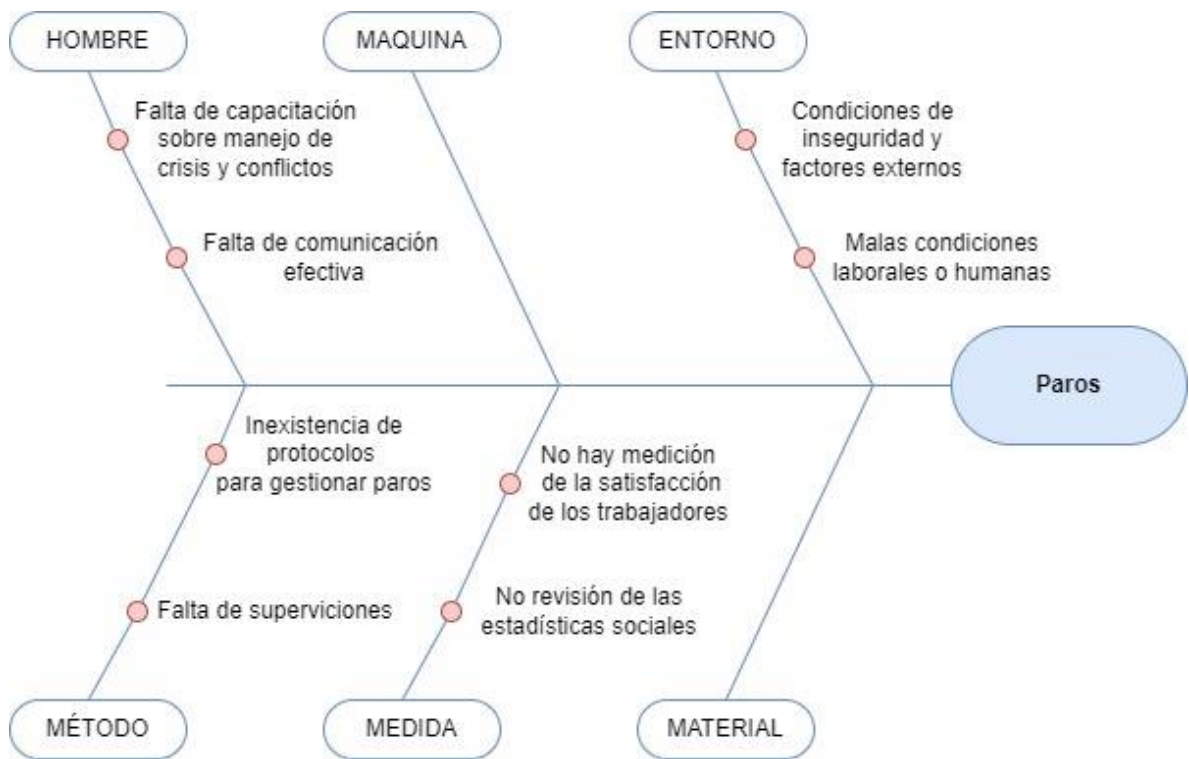 HOMBRE
MAQUINA
ENTORNO
Falta de capacitación
sobre manejo de
crisis y conflictos
Condiciones de
inseguridad y
factores externos
Falta de comunicación
efectiva
Malas condiciones
laborales o humanas
Paros
Inexistencia de
protocolos
para gestionar paros
No hay medición
de la satisfacción
de los trabajadores
Falta de superviciones
No revisión de las
estadísticas sociales
MÉTODO
MEDIDA
MATERIAL